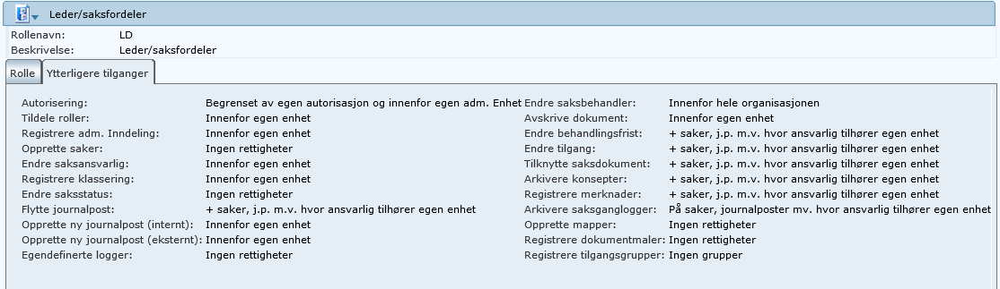 Leder/saksfordeler
Rollenavn: LD
Beskrivelse: Leder/saksfordeler
Rolle Ytterligere tilganger
Autorisering: Begrenset av egen autorisasjon og innenfor egen adm. Enhet Endre saksbehandler: Innenfor hele organisasjonen
Tildele roller: Innenfor egen enhet Avskrive dokument: Innenfor egen enhet
Registrere adm. Inndeling: Innenfor egen enhet Endre behandlingsfrist: + saker, j.p. m.v. hvor ansvarlig tilhører egen enhet
Opprette saker: Ingen rettigheter Endre tilgang: + saker, j.p. m.v. hvor ansvarlig tilhører egen enhet
Endre saksansvarlig: Innenfor egen enhet Tilknytte saksdokument: + saker, j.p. m.v. hvor ansvarlig tilhører egen enhet
Registrere klassering: Innenfor egen enhet Arkivere konsepter: + saker, j.p. m.v. hvor ansvarlig tilhører egen enhet
Endre saksstatus: Ingen rettigheter Registrere merknader: + saker, j.p. m.v. hvor ansvarlig tilhører egen enhet
Flytte journalpost: + saker, j.p. m.v. hvor ansvarlig tilhører egen enhet Arkivere saksganglogger: På saker, journalposter mv. hvor ansvarlig tilhører egen enhet
Opprette ny journalpost (internt): Innenfor egen enhet Opprette mapper: Ingen rettigheter
Opprette ny journalpost (eksternt): Innenfor egen enhet Registrere dokumentmaler: Ingen rettigheter
Egendefinerte logger: Ingen rettigheter Registrere tilgangsgrupper: Ingen grupper